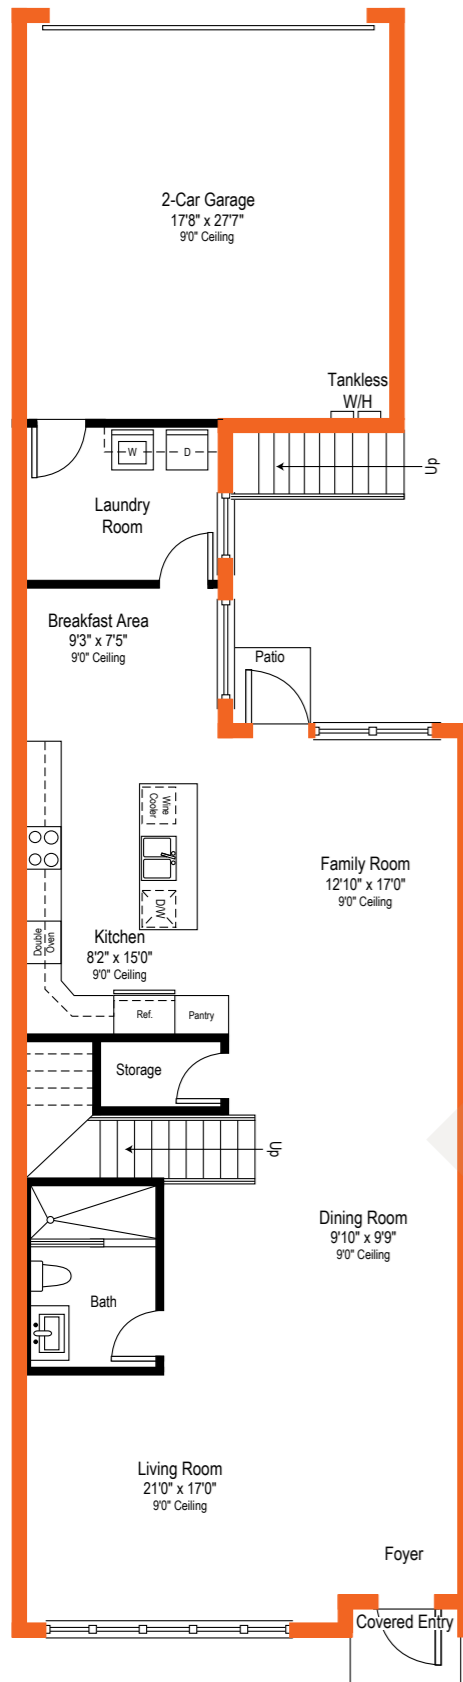 2-Car Garage
17'8" x 27'7"
9'0" Ceiling
Tankless
W/H
W
D
Up
Laundry
Room
Breakfast Area
9'3" x 7'5"
9'0" Ceiling
Patio
Wine
Cooler
Family Room
12'10" x 17'0"
9'0" Ceiling
D/W
Double
Oven
Kitchen
8'2" x 15'0"
9'0" Ceiling
Ref.
Pantry
Storage
Up
Dining Room
9'10" x 9'9"
9'0" Ceiling
Bath
Living Room
21'0" x 17'0"
9'0" Ceiling
Foyer
Covered Entry